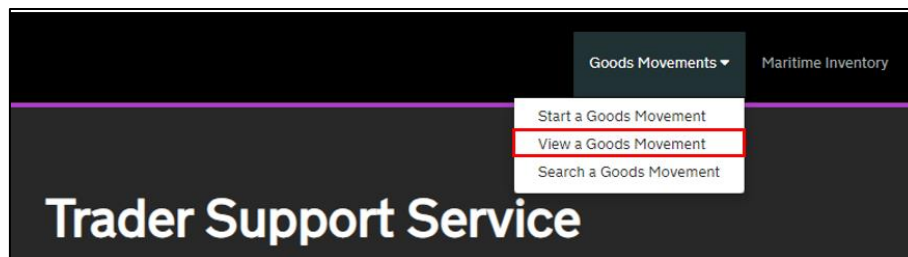 Goods Movements Maritime Inventory
Start a Goods Movement
View a Goods Movement
Search a Goods Movement
Trader Support Service